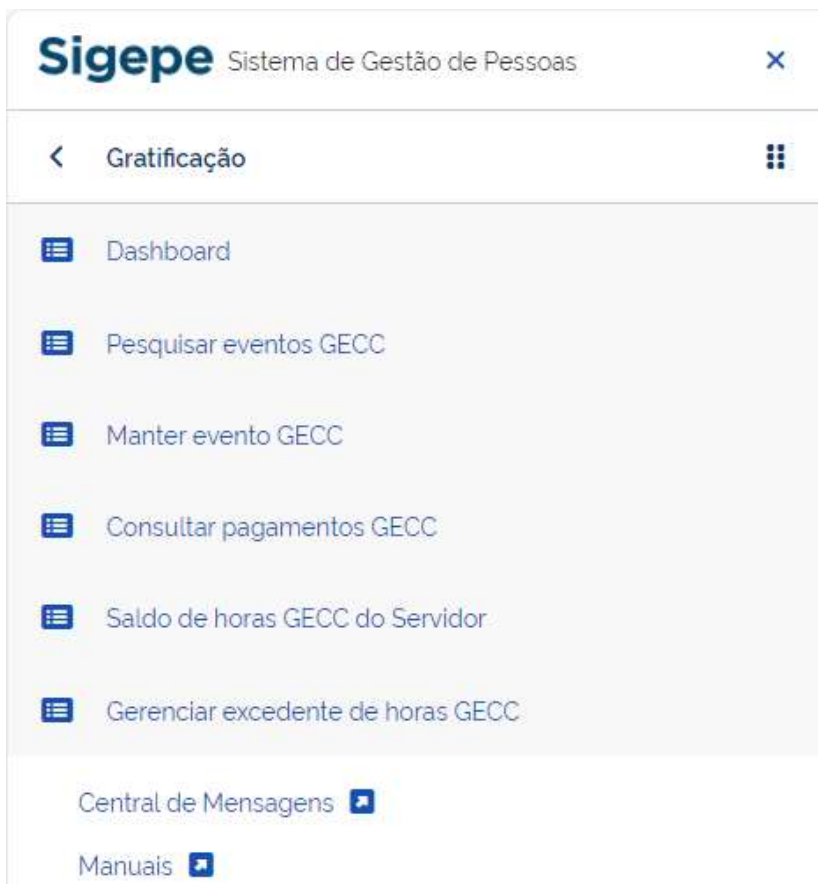 Sigepe Sistema de Gestão de Pessoas
Gratificação
Dashboard
Pesquisar eventos GECC
Manter evento GECC
Consultar pagamentos GECC
Saldo de horas GECC do Servidor
Gerenciar excedente de horas GECC
Central de Mensagens
Manuais